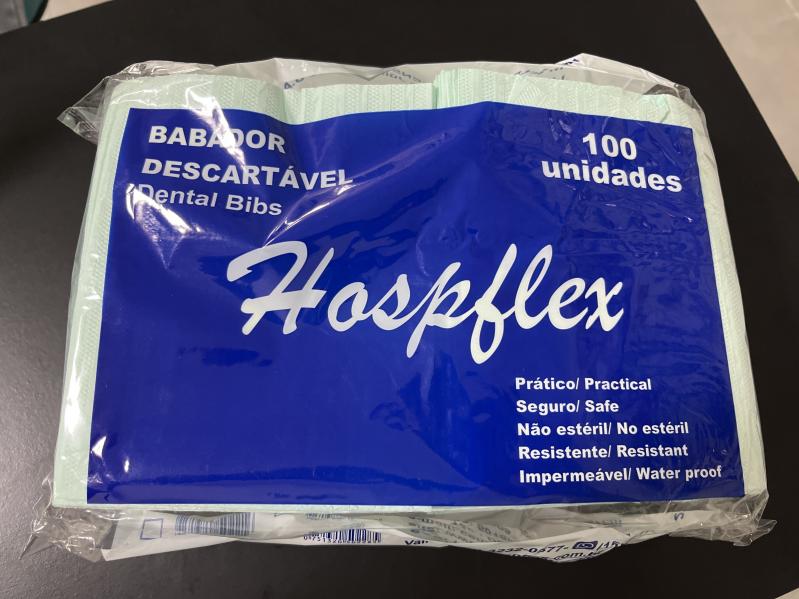 BABADOR
DESCARTÁVEL
Dental Bibs
100
unidades
Hospflex
Prático/ Practical
Seguro/ Safe
Não estéril/ No estéril
Resistente/ Resistant
Impermeável/ Water proof